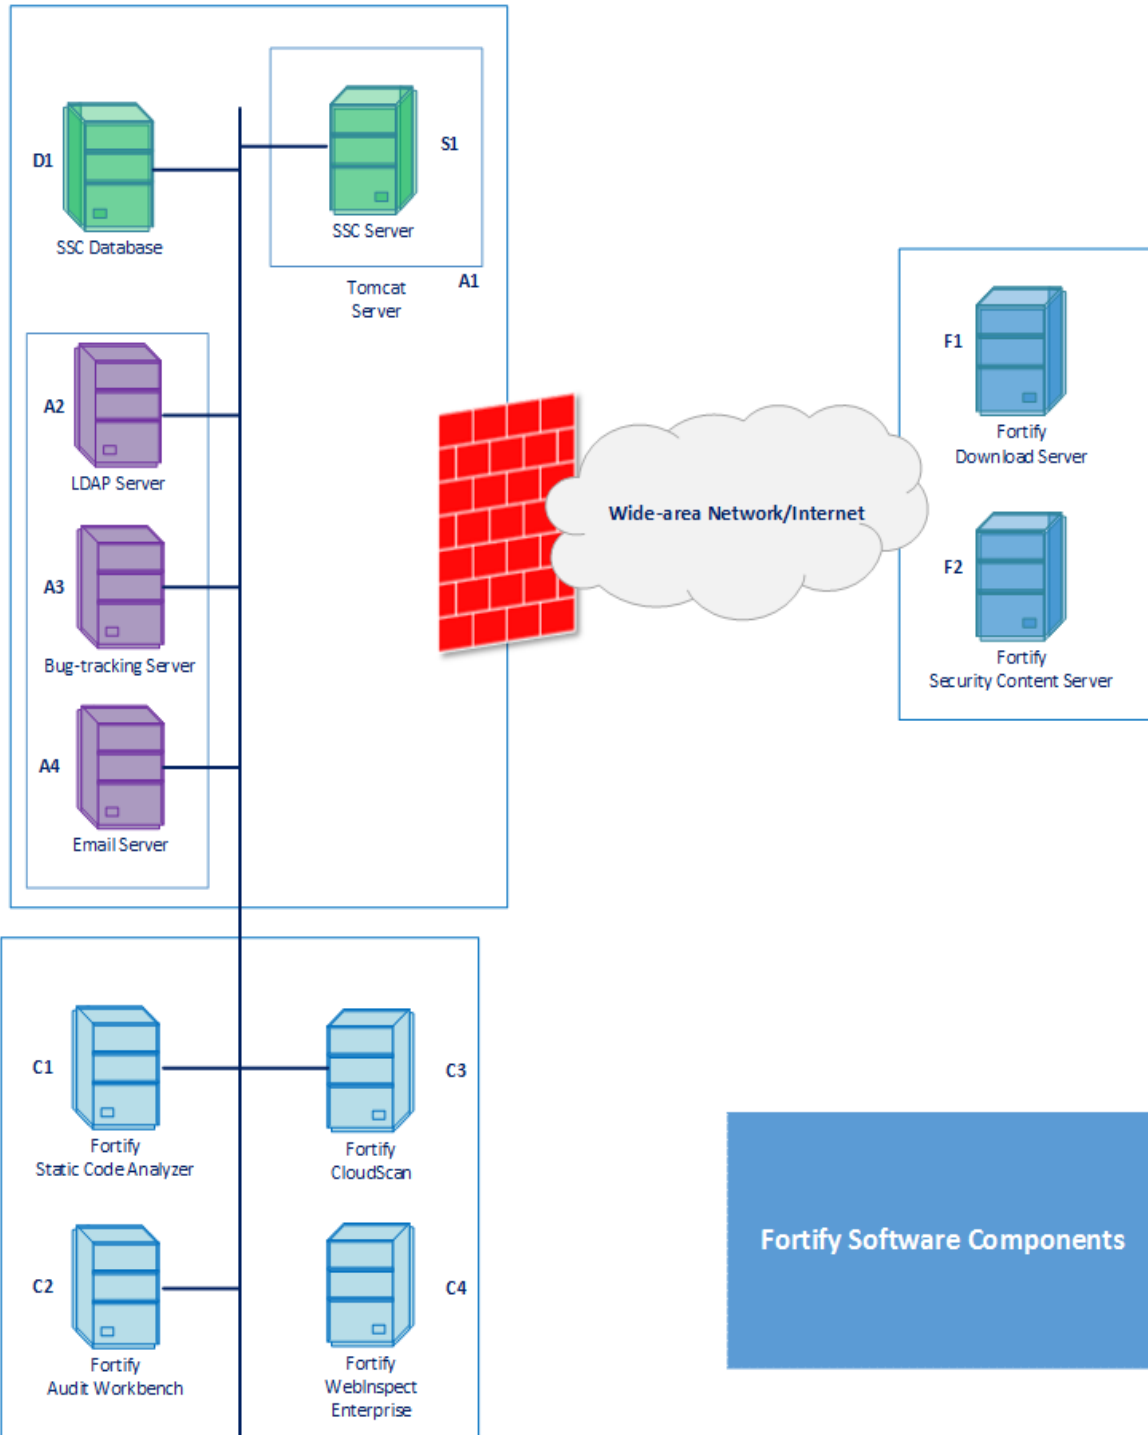 D1
SSC Database
S1
SSC Server
A1
Tomcat
Server
A2
LDAP Server
A3
Bug-tracking Server
A4
Email Server
Wide-area Network/Internet
F1
Fortify
Download Server
F2
Fortify
Security Content Server
C1
Fortify
Static Code Analyzer
C3
Fortify
CloudScan
C2
Fortify
Audit Workbench
C4
Fortify
WebInspect
Enterprise
Fortify Software Components